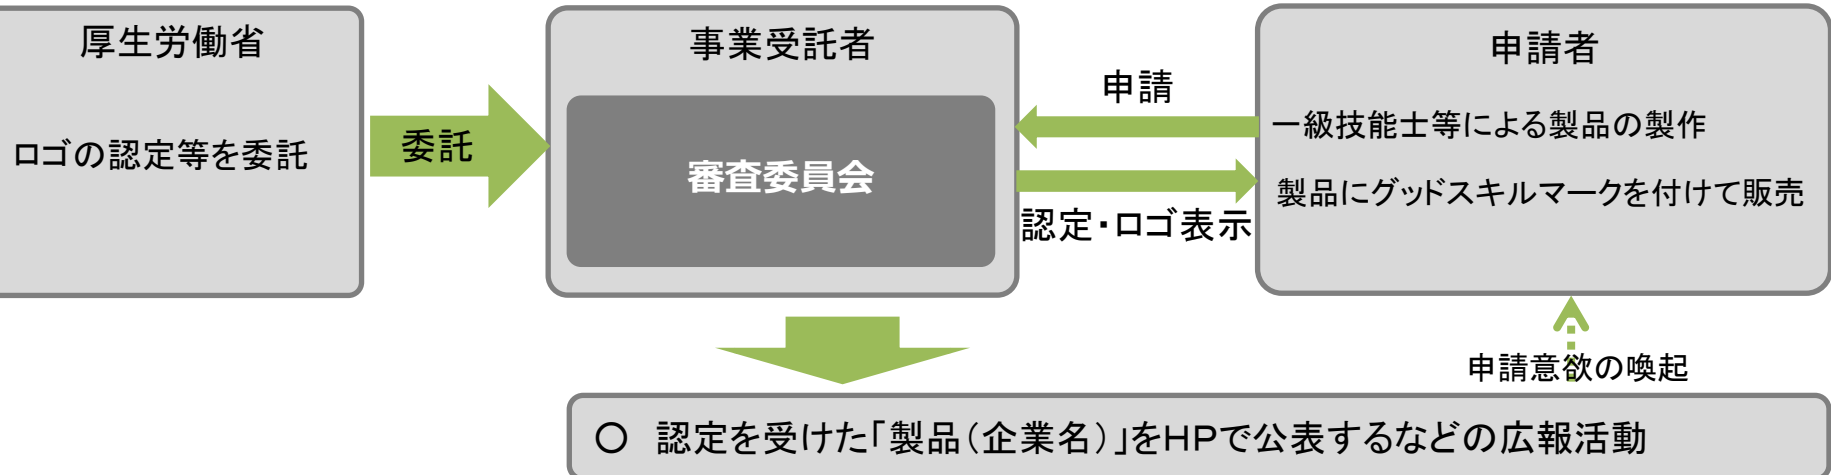 厚生労働省
ロゴの認定等を委託
委託
事業受託者
審査委員会
申請
認定・ロゴ表示
申請者
一級技能士等による製品の製作
製品にグッドスキルマークを付けて販売
申請意欲の喚起
○ 認定を受けた「製品(企業名)」をHPで公表するなどの広報活動